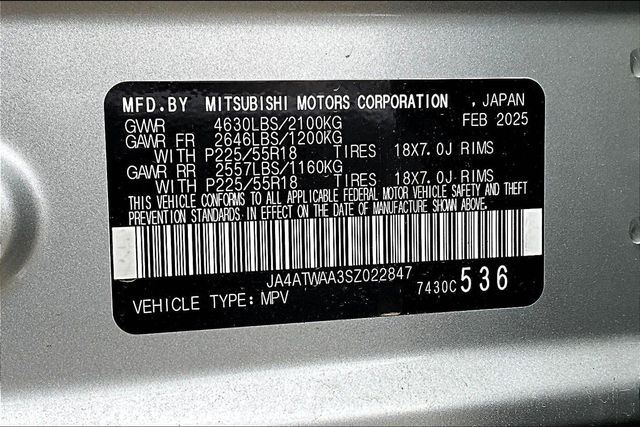 MFD.BY MITSUBISHI MOTORS CORPORATION , JAPAN
GVWR 4630LBS/2100KG FEB 2025
GAWR FR 2646LBS/1200KG
WITH P225/55R18 TIRES 18X7.0J RIMS
GAWR RR 2557LBS/1160KG
WITH P225/55R18 TIRES 18X7.0J RIMS
THIS VEHICLE CONFORMS TO ALL APPLICABLE FEDERAL MOTOR VEHICLE SAFETY AND THEFT
PREVENTION STANDARDS IN EFFECT ON THE DATE OF MANUFACTURE SHOWN ABOVE.
JA4ATWAA3SZ022847
VEHICLE TYPE: MPV 7430C 536